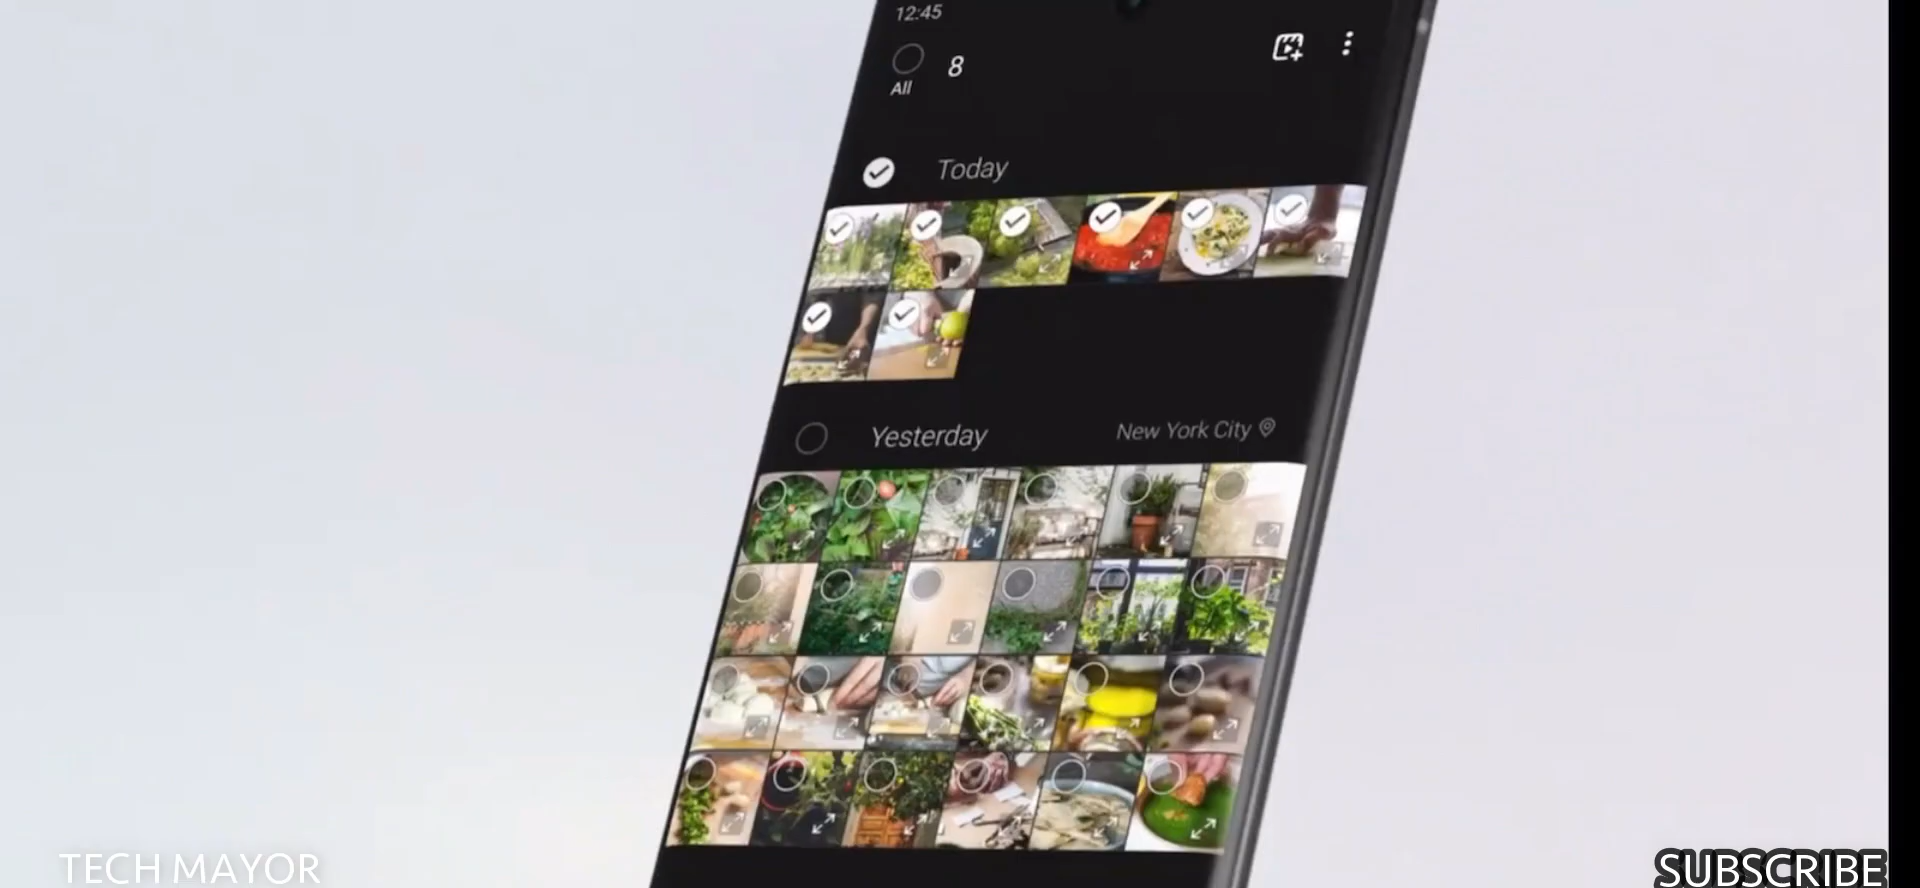 12:45
All
8
Today
Yesterday
New York City
TECH MAYOR
SUBSCRIBE